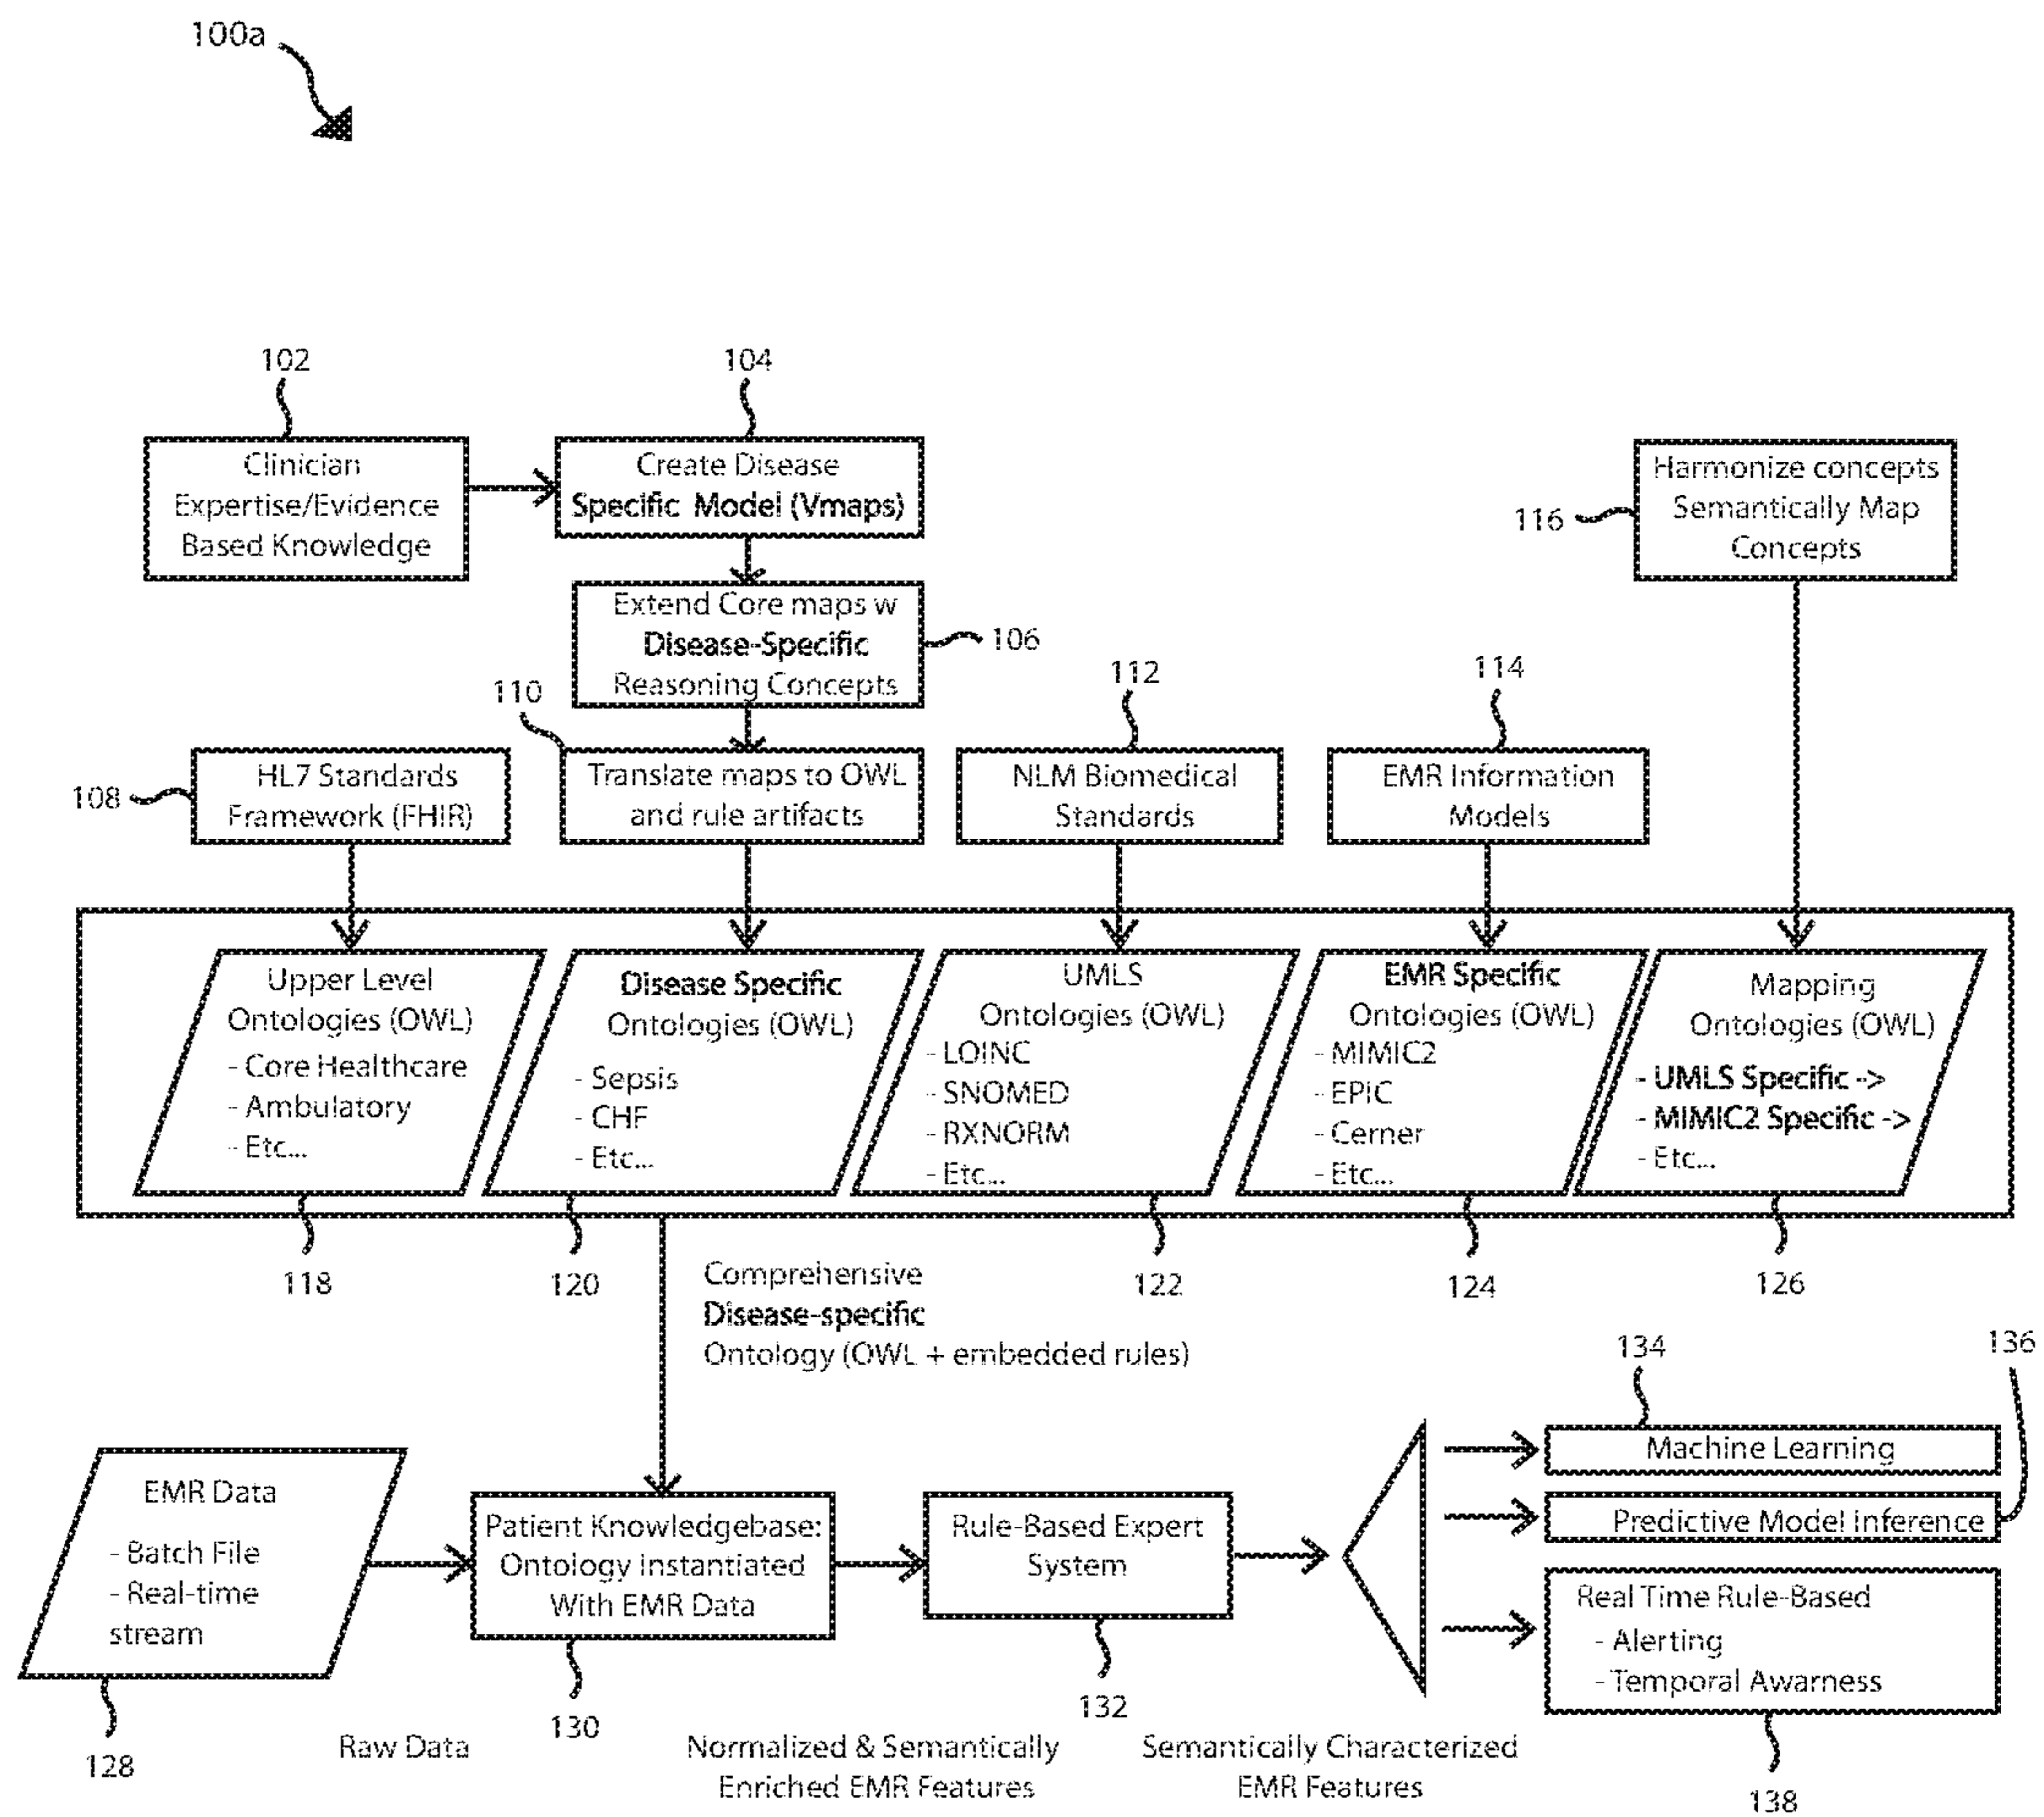 100a
102
104
Clinician
Expertise/Evidence
Based Knowledge
Create Disease
Specific Model (Vmaps)
Harmonize concepts
Semantically Map
Concepts
116
Extend Core maps w
Disease-Specific
Reasoning Concepts
106
110
112
114
108
HL7 Standards
Framework (FHIR)
Translate maps to OWL
and rule artifacts
NLM Biomedical
Standards
EMR Information
Models
Upper Level
Ontologies (OWL)
- Core Healthcare
- Ambulatory
- Etc...
Disease Specific
Ontologies (OWL)
- Sepsis
- CHF
- Etc...
UMLS
Ontologies (OWL)
- LOINC
- SNOMED
- RXNORM
- Etc...
EMR Specific
Ontologies (OWL)
- MIMIC2
- EPIC
- Cerner
- Etc...
Mapping
Ontologies (OWL)
- UMLS Specific ->
- MIMIC2 Specific ->
- Etc...
118
120
122
124
126
Comprehensive
Disease-specific
Ontology (OWL + embedded rules)
134
136
EMR Data
- Batch File
- Real-time
stream
Patient Knowledgebase:
Ontology Instantiated
With EMR Data
Rule-Based Expert
System
Machine Learning
Predictive Model Inference
Real Time Rule-Based
- Alerting
- Temporal Awarness
128
130
132
138
Raw Data
Normalized & Semantically
Enriched EMR Features
Semantically Characterized
EMR Features